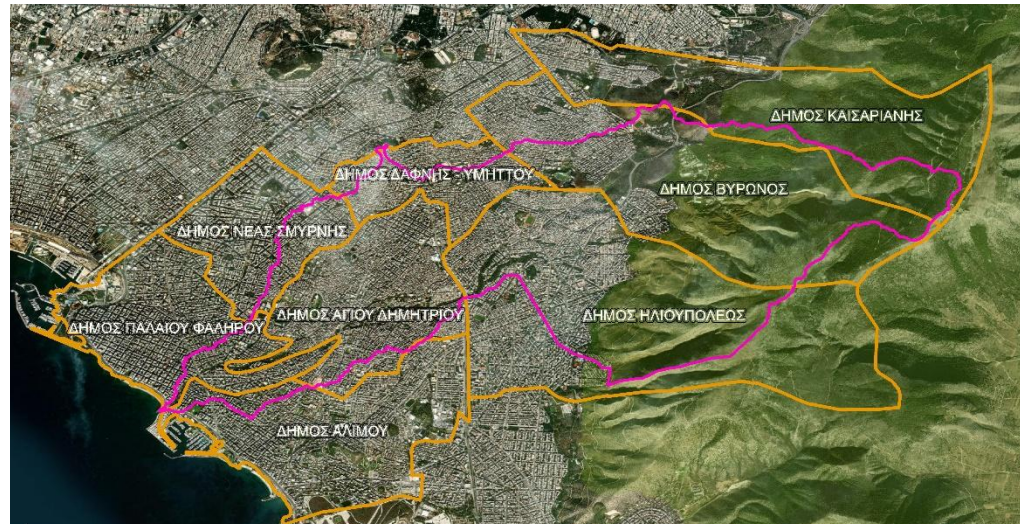 ΔΗΜΟΣ ΚΑΙΣΑΡΙΑΝΗΣ
ΔΗΜΟΣ ΔΑΦΝΗΣ - ΥΜΗΤΤΟΥ
ΔΗΜΟΣ ΒΥΡΩΝΟΣ
ΔΗΜΟΣ ΝΕΑΣ ΣΜΥΡΝΗΣ
ΔΗΜΟΣ ΠΑΛΑΙΟΥ ΦΑΛΗΡΟΥ
ΔΗΜΟΣ ΑΓΙΟΥ ΔΗΜΗΤΡΙΟΥ
ΔΗΜΟΣ ΗΛΙΟΥΠΟΛΕΩΣ
ΔΗΜΟΣ ΑΛΙΜΟΥ